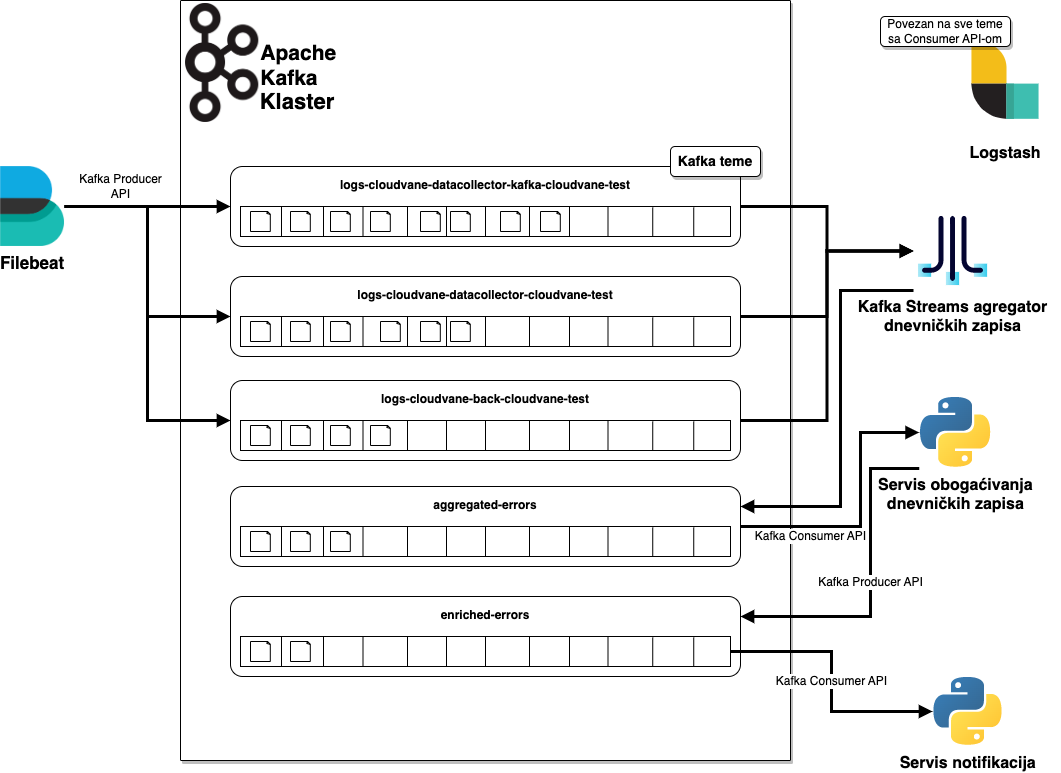 Apache
Kafka
Klaster
Povezan na sve teme
sa Consumer API-om
Logstash
Kafka teme
Kafka Producer
API
Filebeat
logs-cloudvane-datacollector-kafka-cloudvane-test
logs-cloudvane-datacollector-cloudvane-test
Kafka Streams agregator
dnevničkih zapisa
logs-cloudvane-back-cloudvane-test
Servis obogaćivanja
dnevničkih zapisa
aggregated-errors
Kafka Consumer API
Kafka Producer API
enriched-errors
Kafka Consumer API
Servis notifikacija